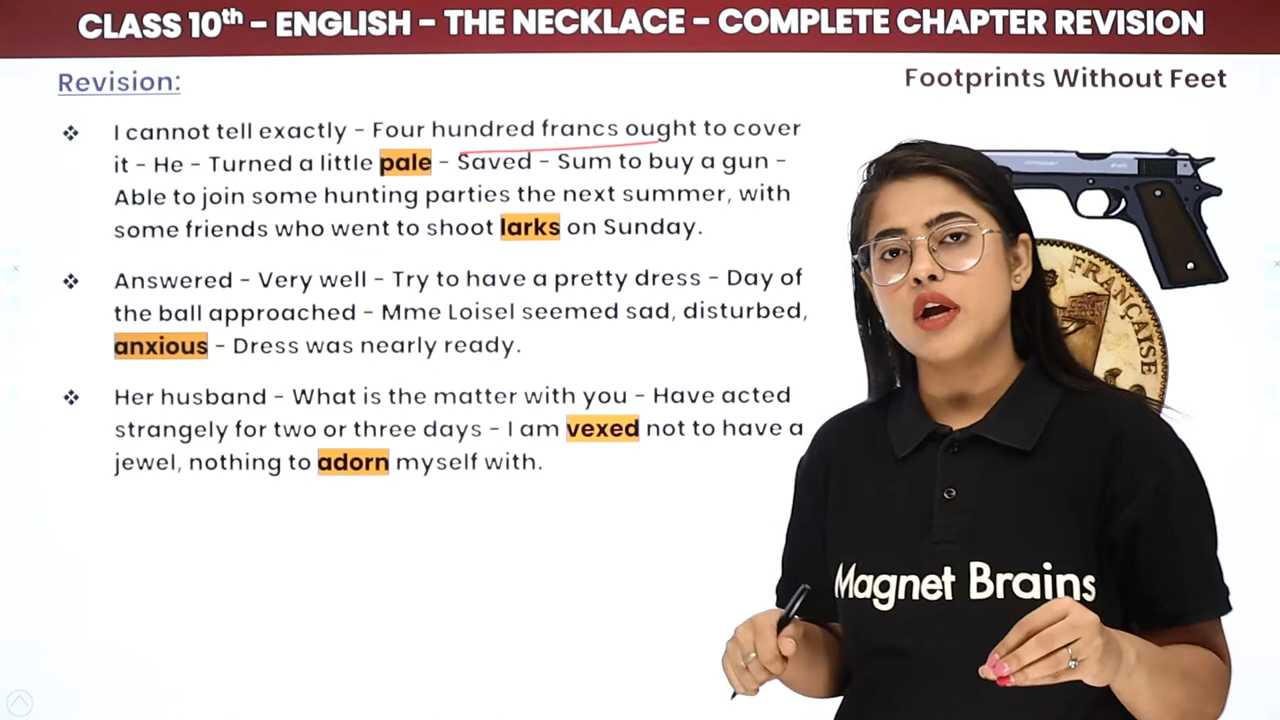 CLASS 10th – ENGLISH – THE NECKLACE – COMPLETE CHAPTER REVISION
Revision:
Footprints Without Feet
❖ I cannot tell exactly – Four hundred francs ought to cover
it – He – Turned a little pale – Saved – Sum to buy a gun –
Able to join some hunting parties the next summer, with
some friends who went to shoot larks on Sunday.
❖ Answered – Very well – Try to have a pretty dress – Day of
the ball approached – Mme Loisel seemed sad, disturbed,
anxious – Dress was nearly ready.
❖ Her husband – What is the matter with you – Have acted
strangely for two or three days – I am vexed not to have a
jewel, nothing to adorn myself with.
FRANÇAISE
Magnet Brains